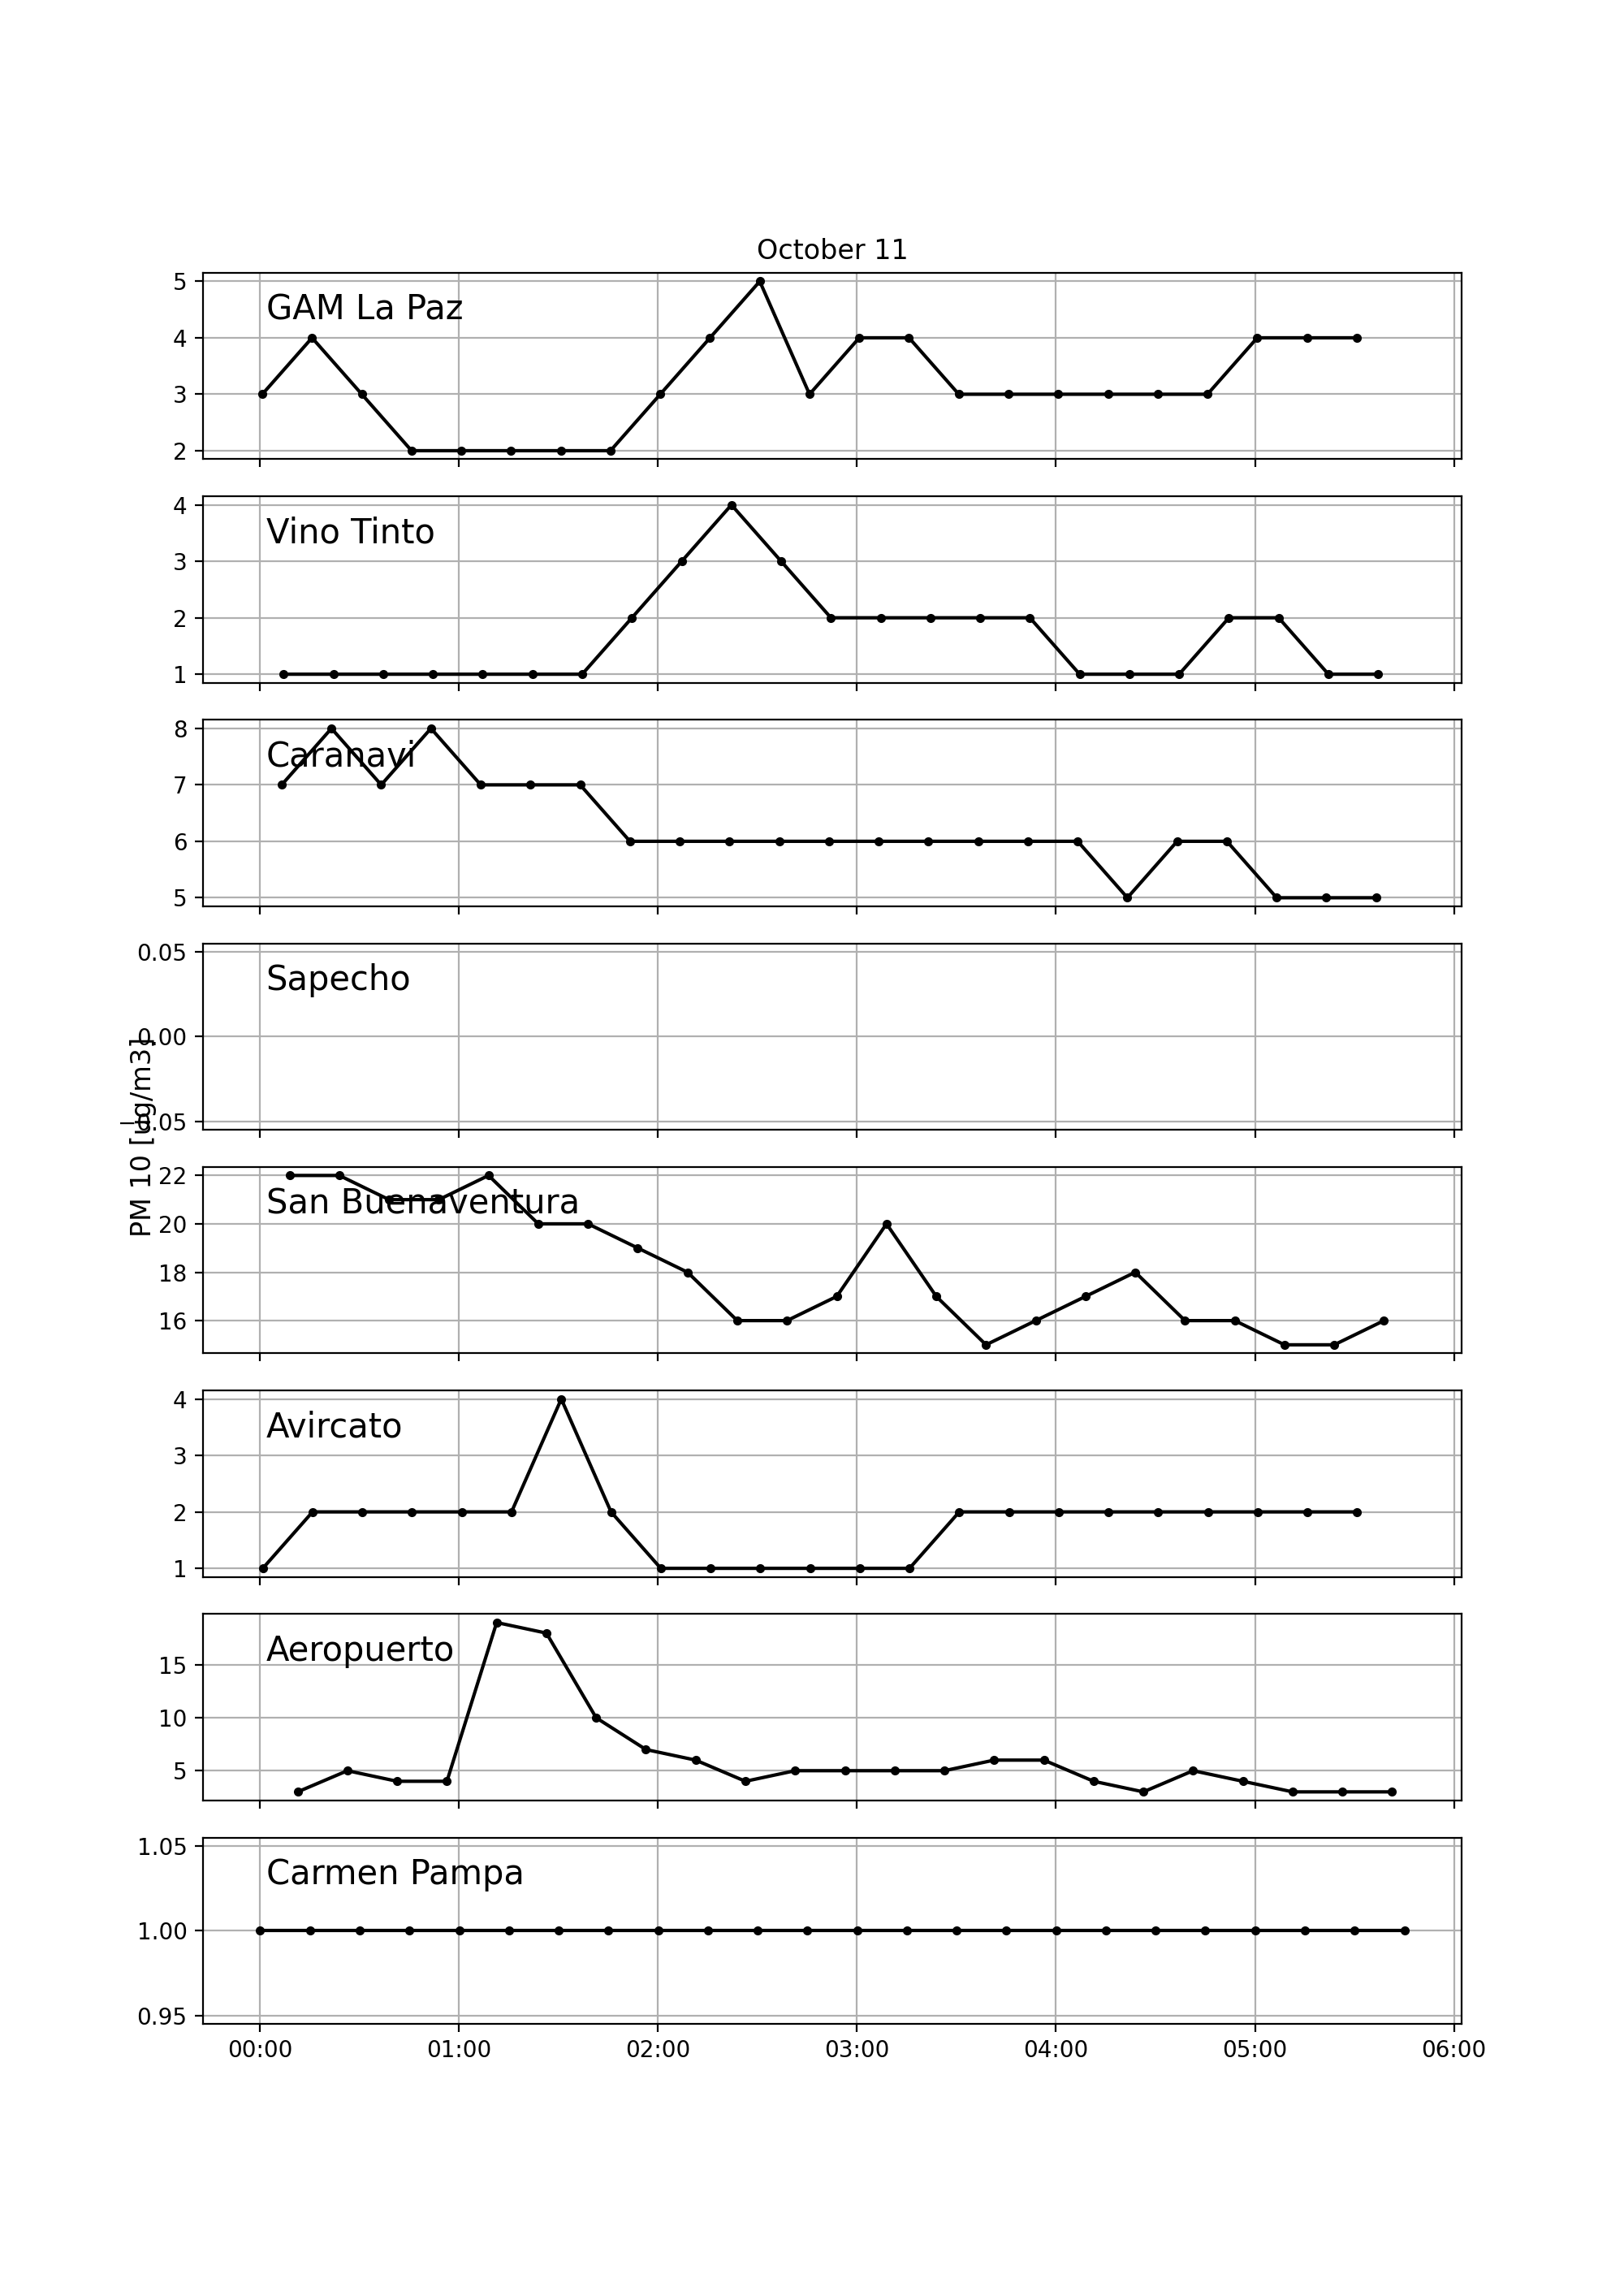 October 11
5
GAM La Paz
4
3
2
4
Vino Tinto
3
2
1
8
Caranavi
7
6
5
PM 10 [ug/m3]
0.05
Sapecho
0.00
−0.05
22
San Buenaventura
20
18
16
4
Avircato
3
2
1
Aeropuerto
15
10
5
1.05
Carmen Pampa
1.00
0.95
00:00 01:00 02:00 03:00 04:00 05:00 06:00